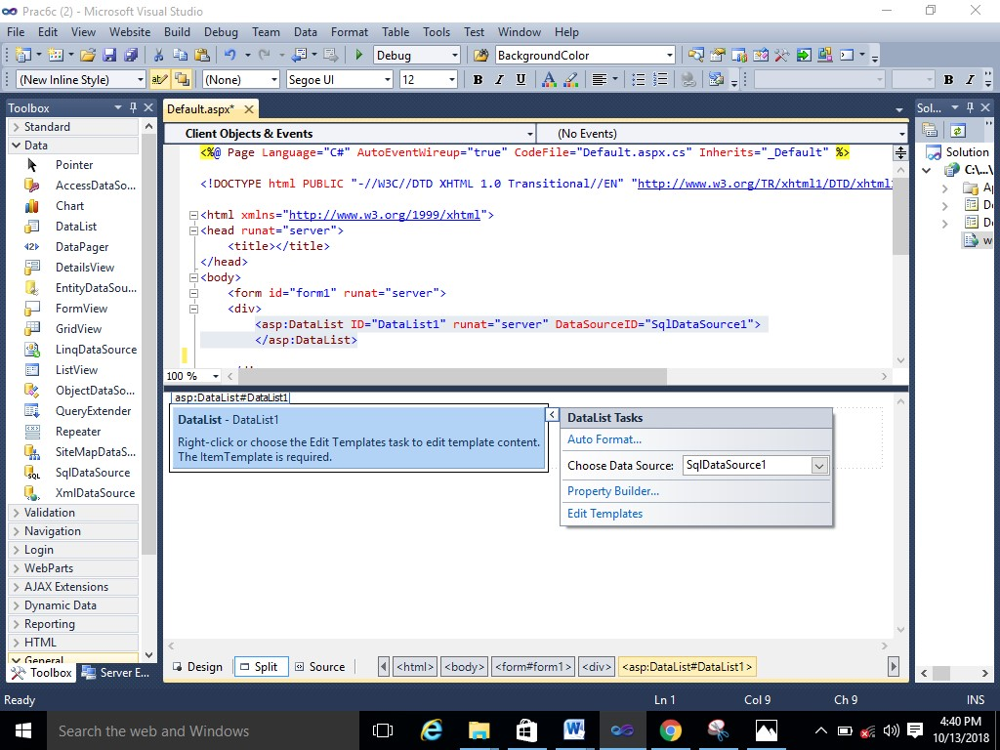 Prac6c (2) - Microsoft Visual Studio
File Edit View Website Build Debug Team Data Format Table Tools Test Window Help
Debug BackgroundColor
(New Inline Style) ab (None) Segoe UI 12 B I U A B I
Toolbox
Default.aspx*
Sol...
Standard
Data
Pointer
AccessDataSo...
Chart
DataList
DataPager
DetailsView
EntityDataSou...
FormView
GridView
LinqDataSource
ListView
ObjectDataSo...
QueryExtender
Repeater
SiteMapDataS...
SqlDataSource
XmlDataSource
Validation
Navigation
Login
WebParts
AJAX Extensions
Dynamic Data
Reporting
HTML
General
Toolbox Server E...
Client Objects & Events (No Events)
<%@ Page Language="C#" AutoEventWireup="true" CodeFile="Default.aspx.cs" Inherits="_Default" %>
<!DOCTYPE html PUBLIC "-//W3C//DTD XHTML 1.0 Transitional//EN" "http://www.w3.org/TR/xhtml1/DTD/xhtml1
<html xmlns="http://www.w3.org/1999/xhtml">
<head runat="server">
<title></title>
</head>
<body>
<form id="form1" runat="server">
<div>
<asp:DataList ID="DataList1" runat="server" DataSourceID="SqlDataSource1">
</asp:DataList>
100 %
asp:DataList#DataList1
DataList - DataList1
Right-click or choose the Edit Templates task to edit template content.
The ItemTemplate is required.
DataList Tasks
Auto Format...
Choose Data Source: SqlDataSource1
Property Builder...
Edit Templates
Design Split Source <html> <body> <form#form1> <div> <asp:DataList#DataList1>
Solution
C:\...\
Ap
De
De
w
Ready Ln 1 Col 9 Ch 9 INS
Search the web and Windows
4:40 PM
10/13/2018